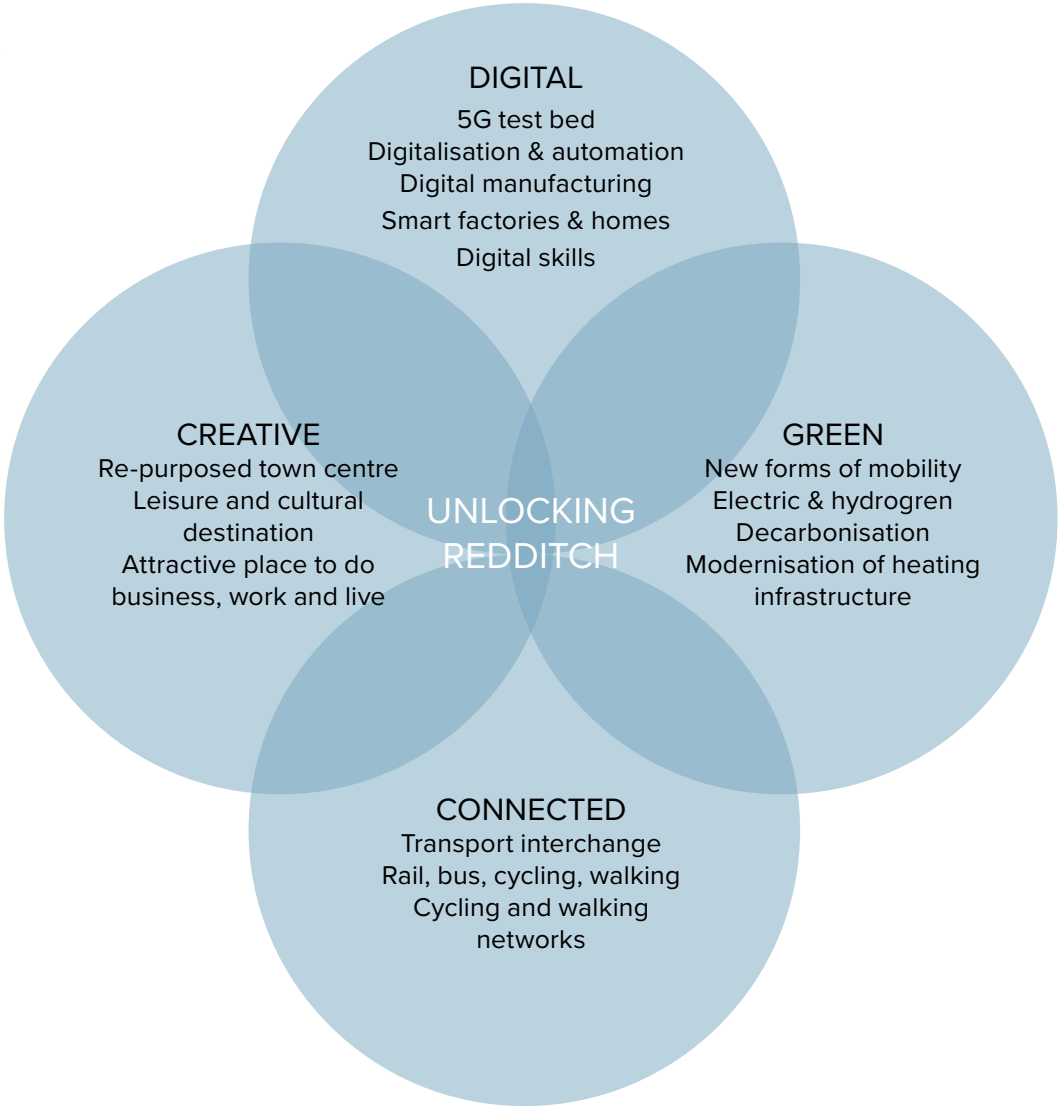 DIGITAL
5G test bed
Digitalisation & automation
Digital manufacturing
Smart factories & homes
Digital skills
CREATIVE
Re-purposed town centre
Leisure and cultural
destination
Attractive place to do
business, work and live
UNLOCKING
REDDITCH
GREEN
New forms of mobility
Electric & hydrogren
Decarbonisation
Modernisation of heating
infrastructure
CONNECTED
Transport interchange
Rail, bus, cycling, walking
Cycling and walking
networks